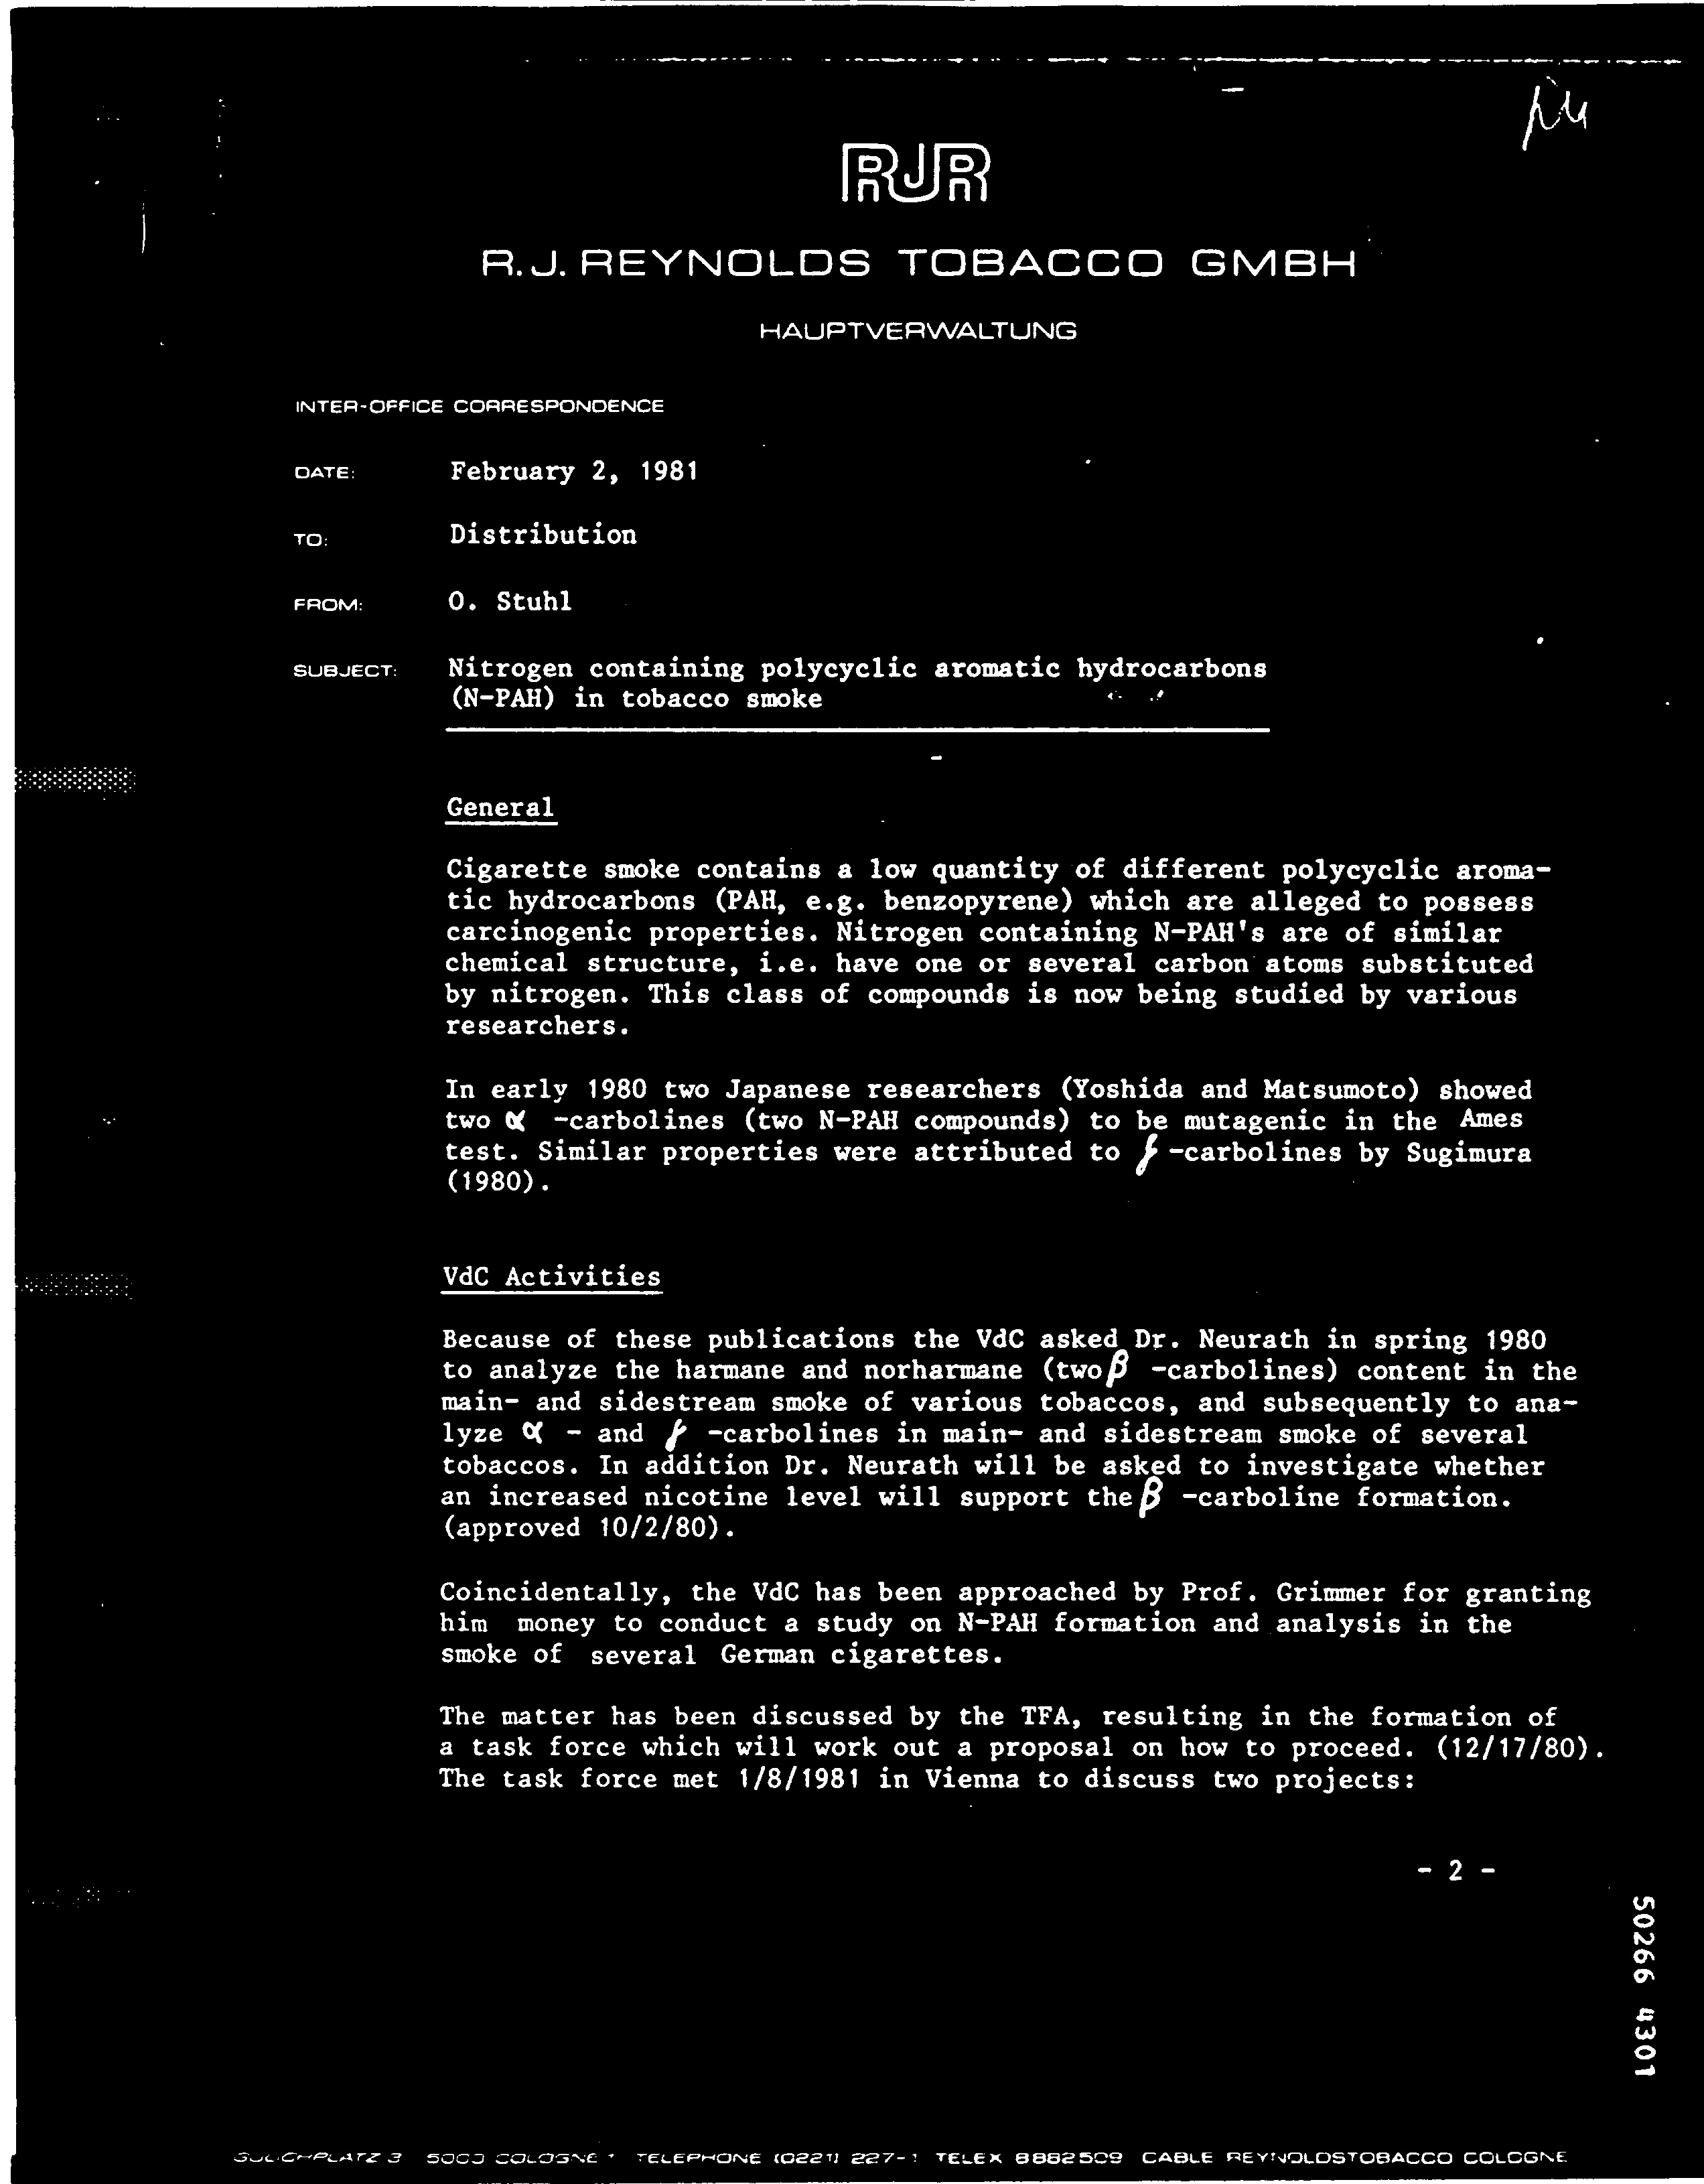 RJR
R.J. REYNOLDS TOBACCO GMBH
HAUPTVERWALTUNG
INTER-OFFICE CORRESPONDENCE
DATE: February 2, 1981
TO: Distribution
FROM: O. Stuhl
SUBJECT: Nitrogen containing polycyclic aromatic hydrocarbons
(N-PAH) in tobacco smoke
General
Cigarette smoke contains a low quantity of different polycyclic aroma-
tic hydrocarbons (PAH, e.g. benzopyrene) which are alleged to possess
carcinogenic properties. Nitrogen containing N-PAH's are of similar
chemical structure, i.e. have one or several carbon atoms substituted
by nitrogen. This class of compounds is now being studied by various
researchers.
In early 1980 two Japanese researchers (Yoshida and Matsumoto) showed
two α -carbolines (two N-PAH compounds) to be mutagenic in the Ames
test. Similar properties were attributed to -carbolines by Sugimura
(1980).
VdC Activities
Because of these publications the VdC asked Dr. Neurath in spring 1980
to analyze the harmane and norharmane (two β -carbolines) content in the
main- and sidestream smoke of various tobaccos, and subsequently to ana-
lyze α - and -carbolines in main- and sidestream smoke of several
tobaccos. In addition Dr. Neurath will be asked to investigate whether
an increased nicotine level will support the β -carboline formation.
(approved 10/2/80).
Coincidentally, the VdC has been approached by Prof. Grimmer for granting
him money to conduct a study on N-PAH formation and analysis in the
smoke of several German cigarettes.
The matter has been discussed by the TFA, resulting in the formation of
a task force which will work out a proposal on how to proceed. (12/17/80).
The task force met 1/8/1981 in Vienna to discuss two projects:
- 2 -
50266 4301
3 COLOGNE 1 TELEPHONE (0221) 227-1 TELEX 8882509 CABLE REYNOLDSTOBACCO COLOGNE